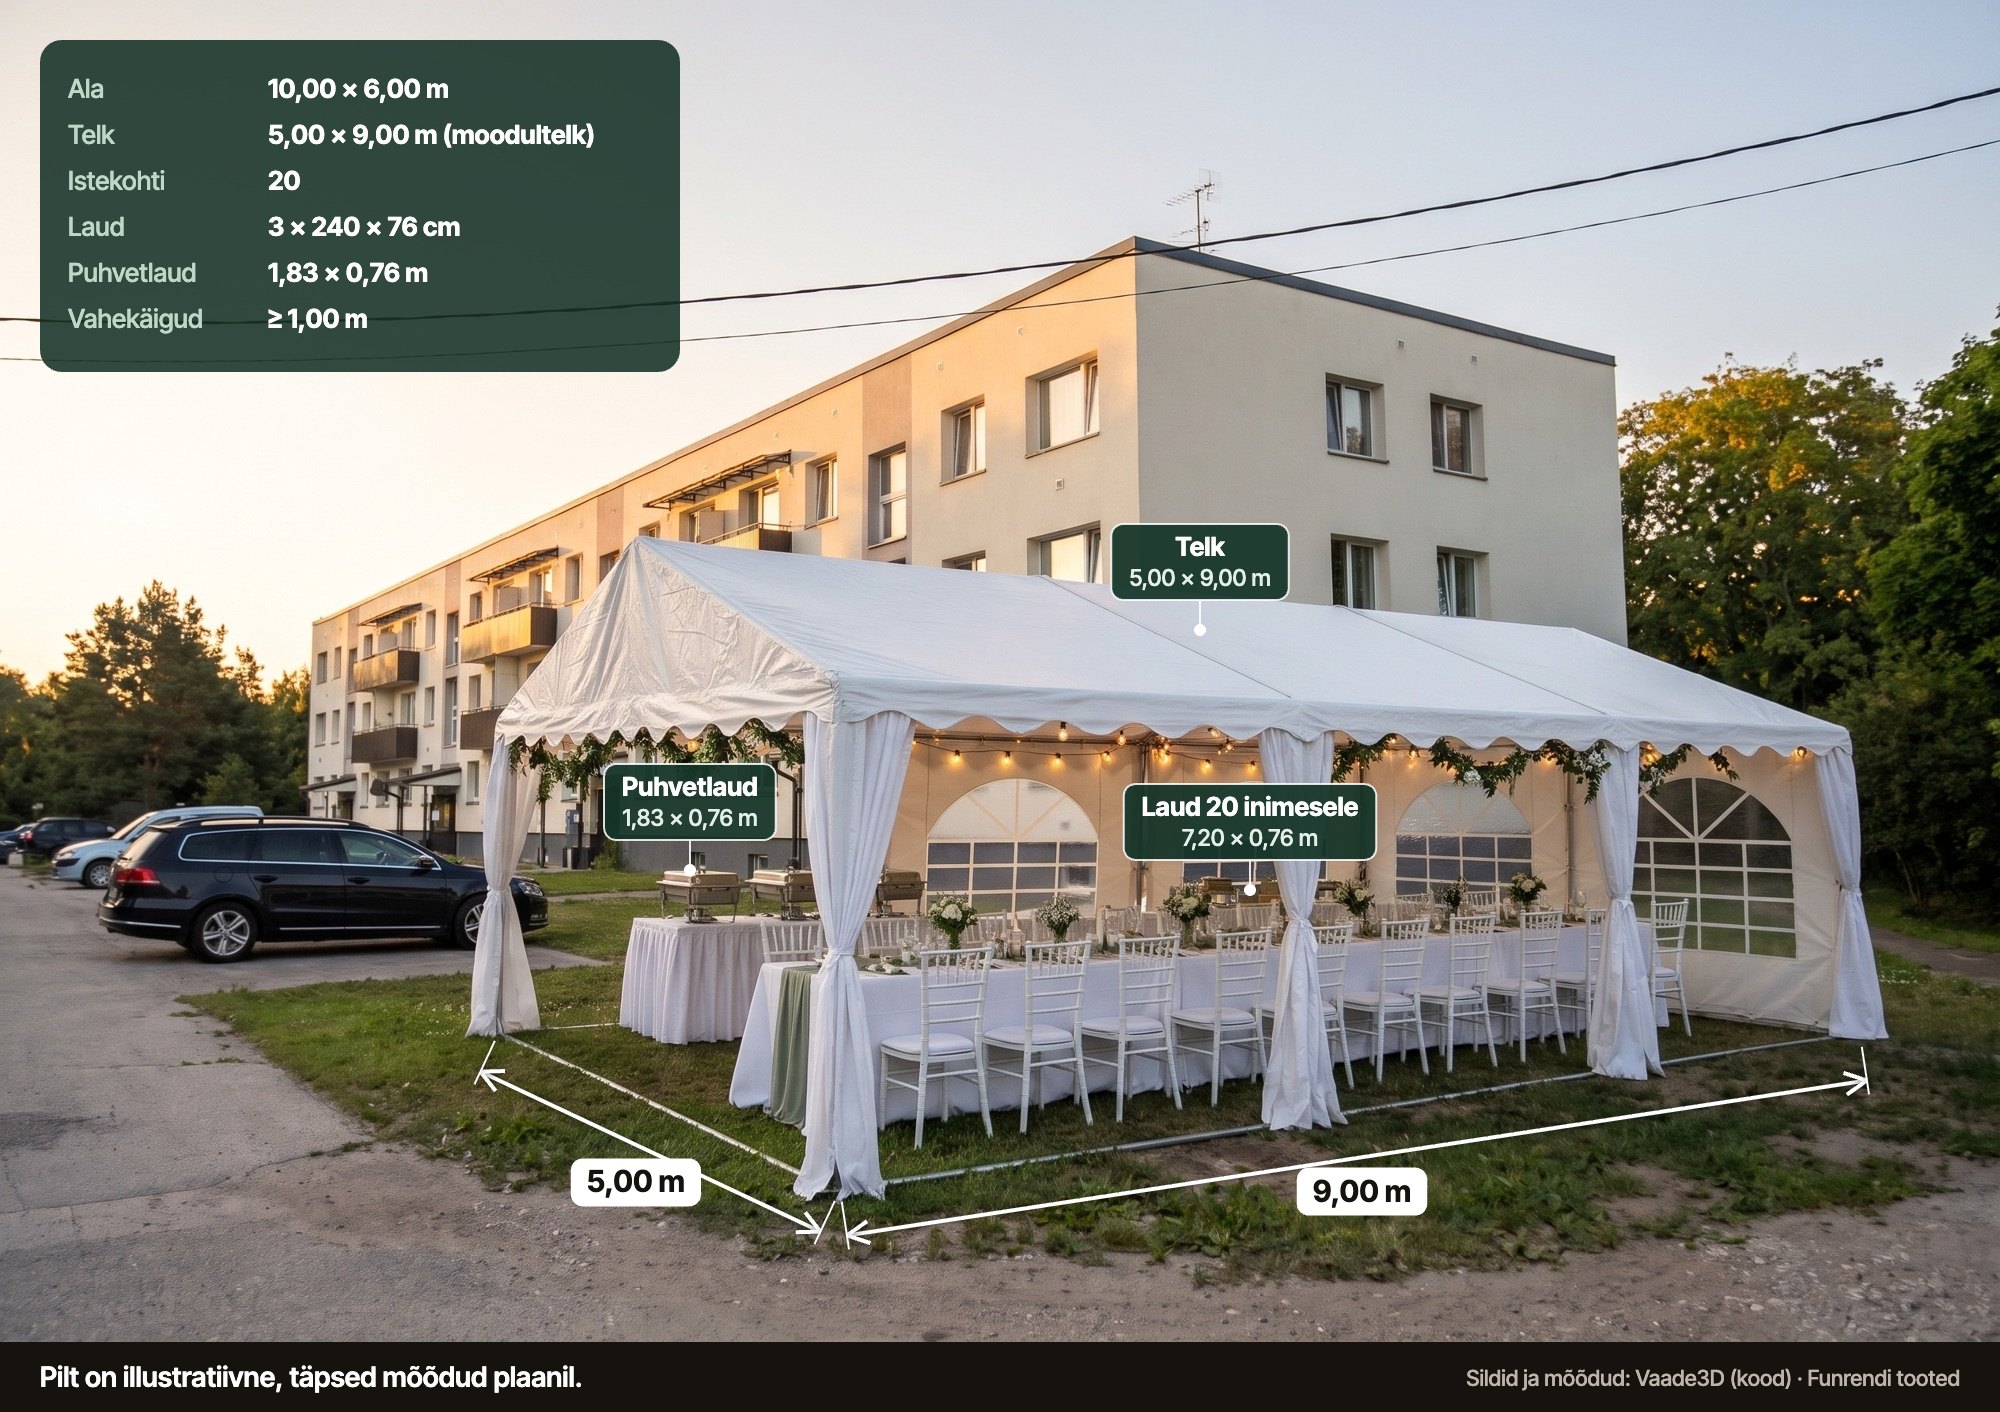 Ala 10,00 × 6,00 m
Telk 5,00 × 9,00 m (moodultelk)
Istekohti 20
Laud 3 × 240 × 76 cm
Puhvetlaud 1,83 × 0,76 m
Vahekäigud ≥ 1,00 m
Telk
5,00 × 9,00 m
Puhvetlaud
1,83 × 0,76 m
Laud 20 inimesele
7,20 × 0,76 m
5,00 m
9,00 m
Pilt on illustratiivne, täpsed mõõdud plaanil.
Sildid ja mõõdud: Vaade3D (kood) · Funrendi tooted